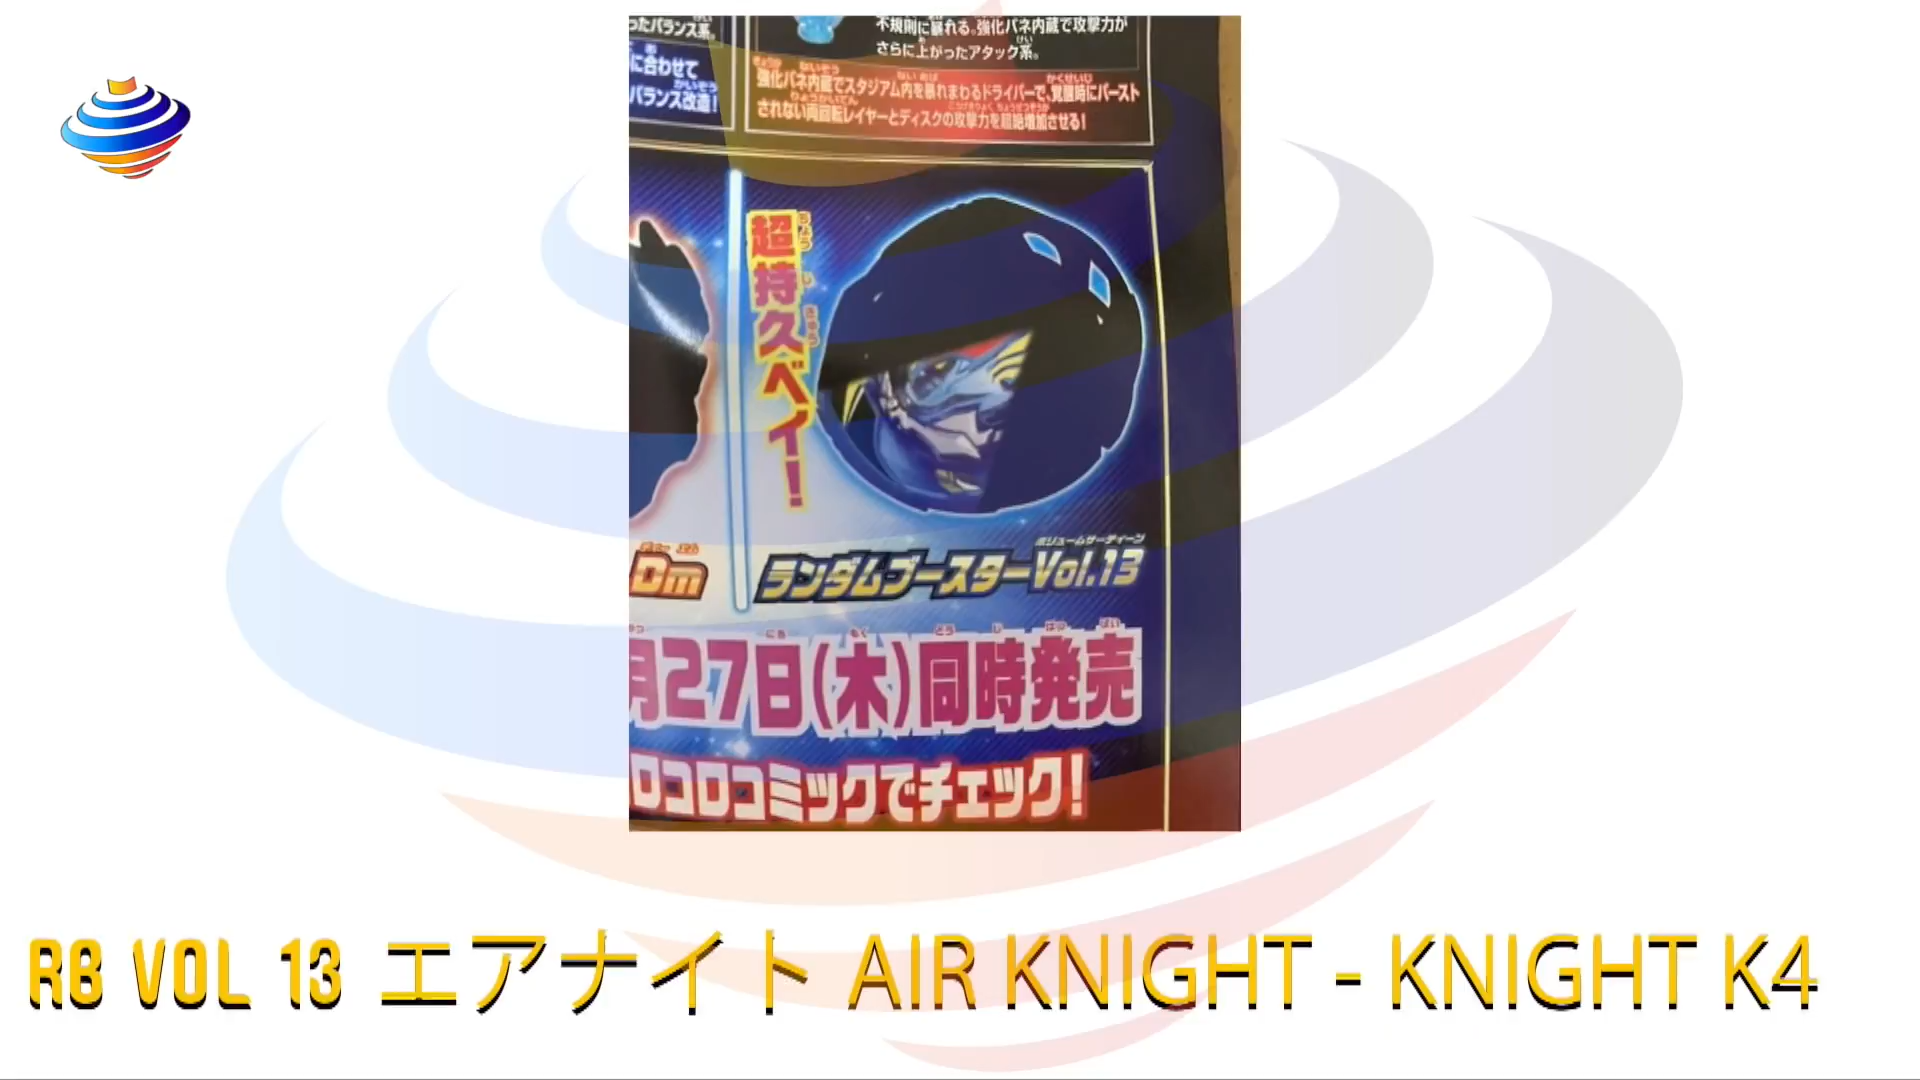 ったバランス系。
に合わせて
バランス改造!
不規則に暴れる。強化バネ内蔵で攻撃力が
さらに上がったアタック系。
強化バネ内蔵でスタジアム内を暴れまわるドライバーで、覚醒時にバースト
されない両回転レイヤーとディスクの攻撃力を超絶増加させる!
超持久ベイ!
Dm
ランダムブースターVol.13
月27日(木)同時発売
ロコロコミックでチェック!
RB VOL 13 エアナイト AIR KNIGHT - KNIGHT K4